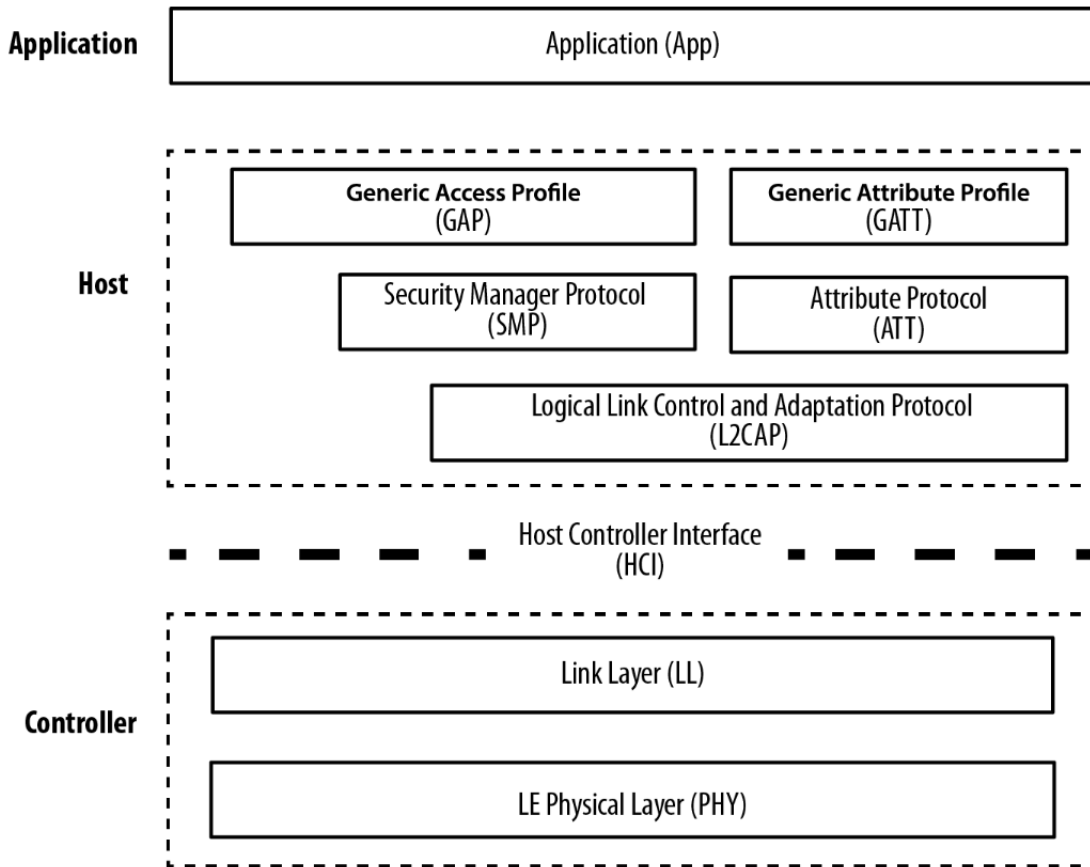 Application
Application (App)
Generic Access Profile
(GAP)
Generic Attribute Profile
(GATT)
Host
Security Manager Protocol
(SMP)
Attribute Protocol
(ATT)
Logical Link Control and Adaptation Protocol
(L2CAP)
Host Controller Interface
(HCI)
Link Layer (LL)
Controller
LE Physical Layer (PHY)